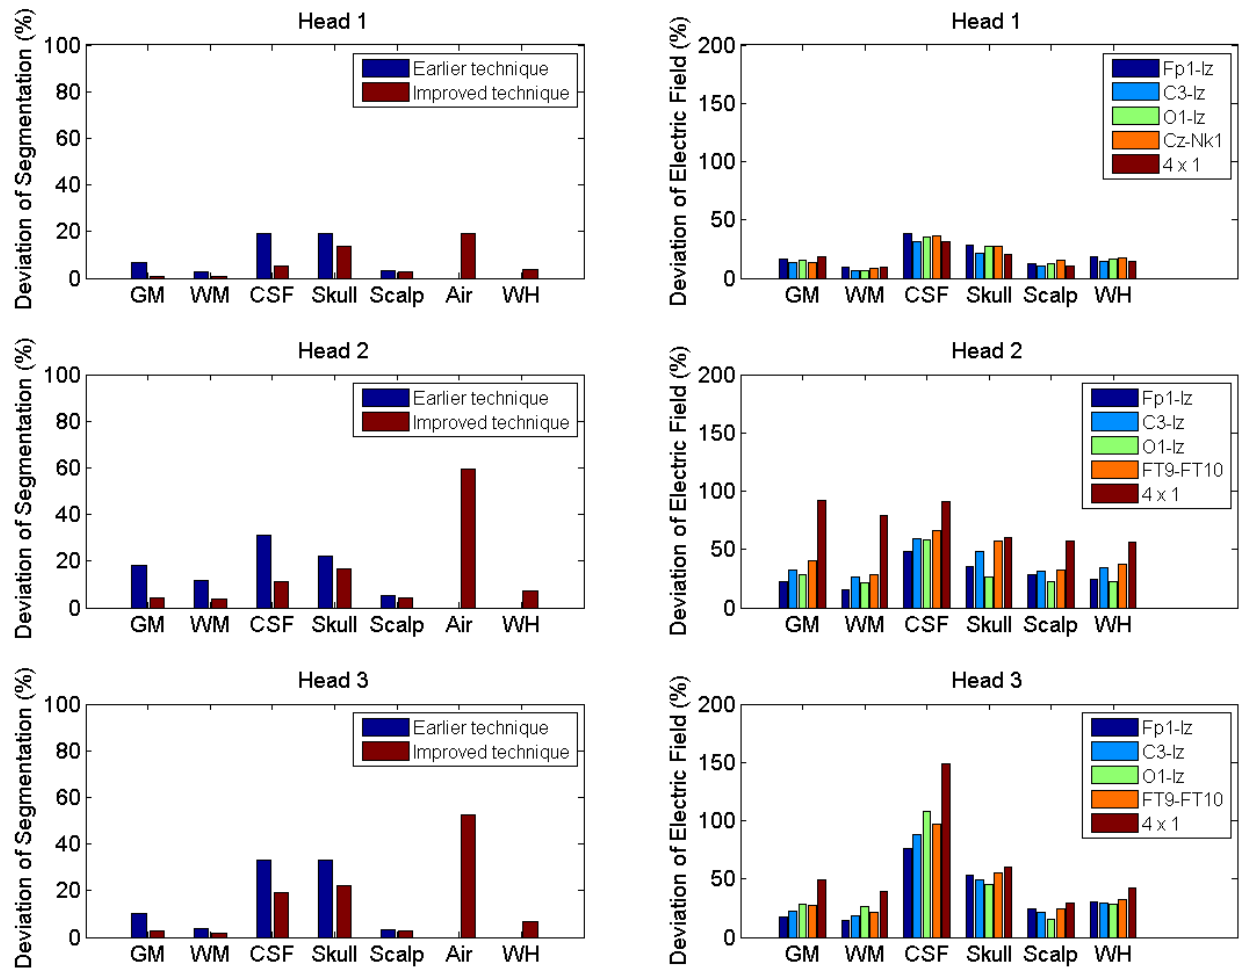 Head 1
Deviation of Segmentation (%)
100
80
60
40
20
0
Earlier technique
Improved technique
GM WM CSF Skull Scalp Air WH
Head 1
Deviation of Electric Field (%)
200
150
100
50
0
Fp1-Iz
C3-Iz
O1-Iz
Cz-Nk1
4 x 1
GM WM CSF Skull Scalp WH
Head 2
Deviation of Segmentation (%)
100
80
60
40
20
0
Earlier technique
Improved technique
GM WM CSF Skull Scalp Air WH
Head 2
Deviation of Electric Field (%)
200
150
100
50
0
Fp1-Iz
C3-Iz
O1-Iz
FT9-FT10
4 x 1
GM WM CSF Skull Scalp WH
Head 3
Deviation of Segmentation (%)
100
80
60
40
20
0
Earlier technique
Improved technique
GM WM CSF Skull Scalp Air WH
Head 3
Deviation of Electric Field (%)
200
150
100
50
0
Fp1-Iz
C3-Iz
O1-Iz
FT9-FT10
4 x 1
GM WM CSF Skull Scalp WH